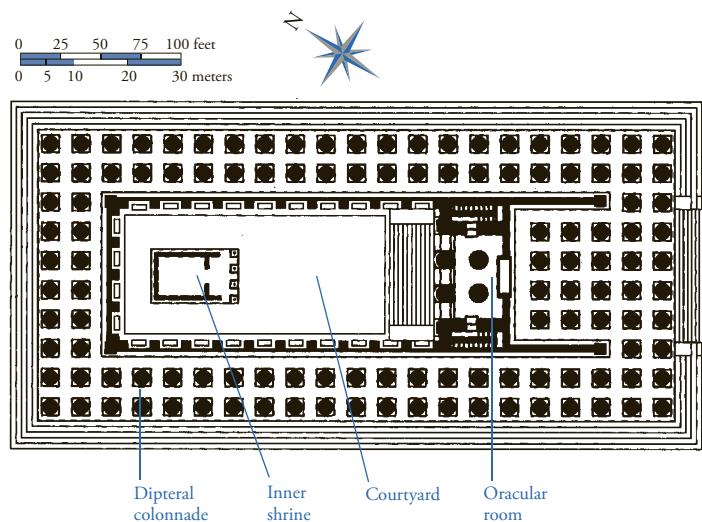 N
0 25 50 75 100 feet
0 5 10 20 30 meters
Dipteral
colonnade
Inner
shrine
Courtyard
Oracular
room